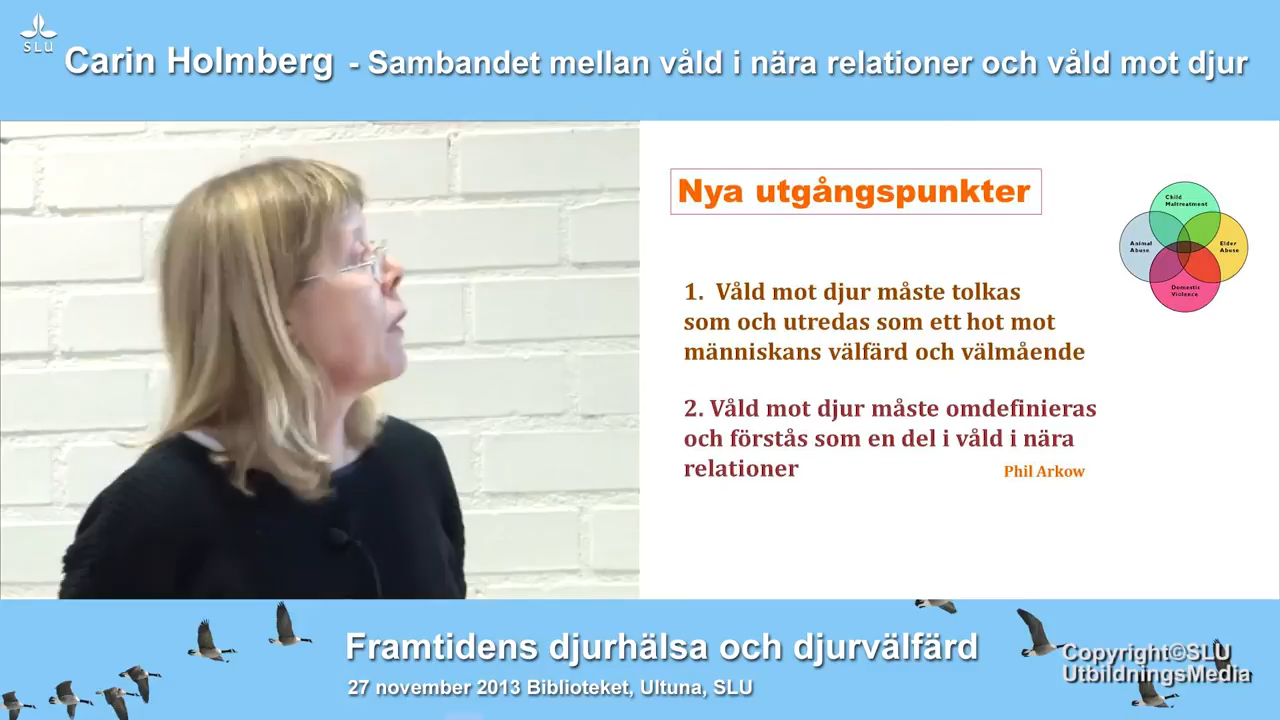 SLU
Carin Holmberg - Sambandet mellan våld i nära relationer och våld mot djur
Nya utgångspunkter
Child
Maltreatment
Animal
Abuse
Elder
Abuse
Domestic
Violence
1. Våld mot djur måste tolkas
som och utredas som ett hot mot
människans välfärd och välmående
2. Våld mot djur måste omdefinieras
och förstås som en del i våld i nära
relationer
Phil Arkow
Framtidens djurhälsa och djurvälfärd
27 november 2013 Biblioteket, Ultuna, SLU
Copyright©SLU
UtbildningsMedia